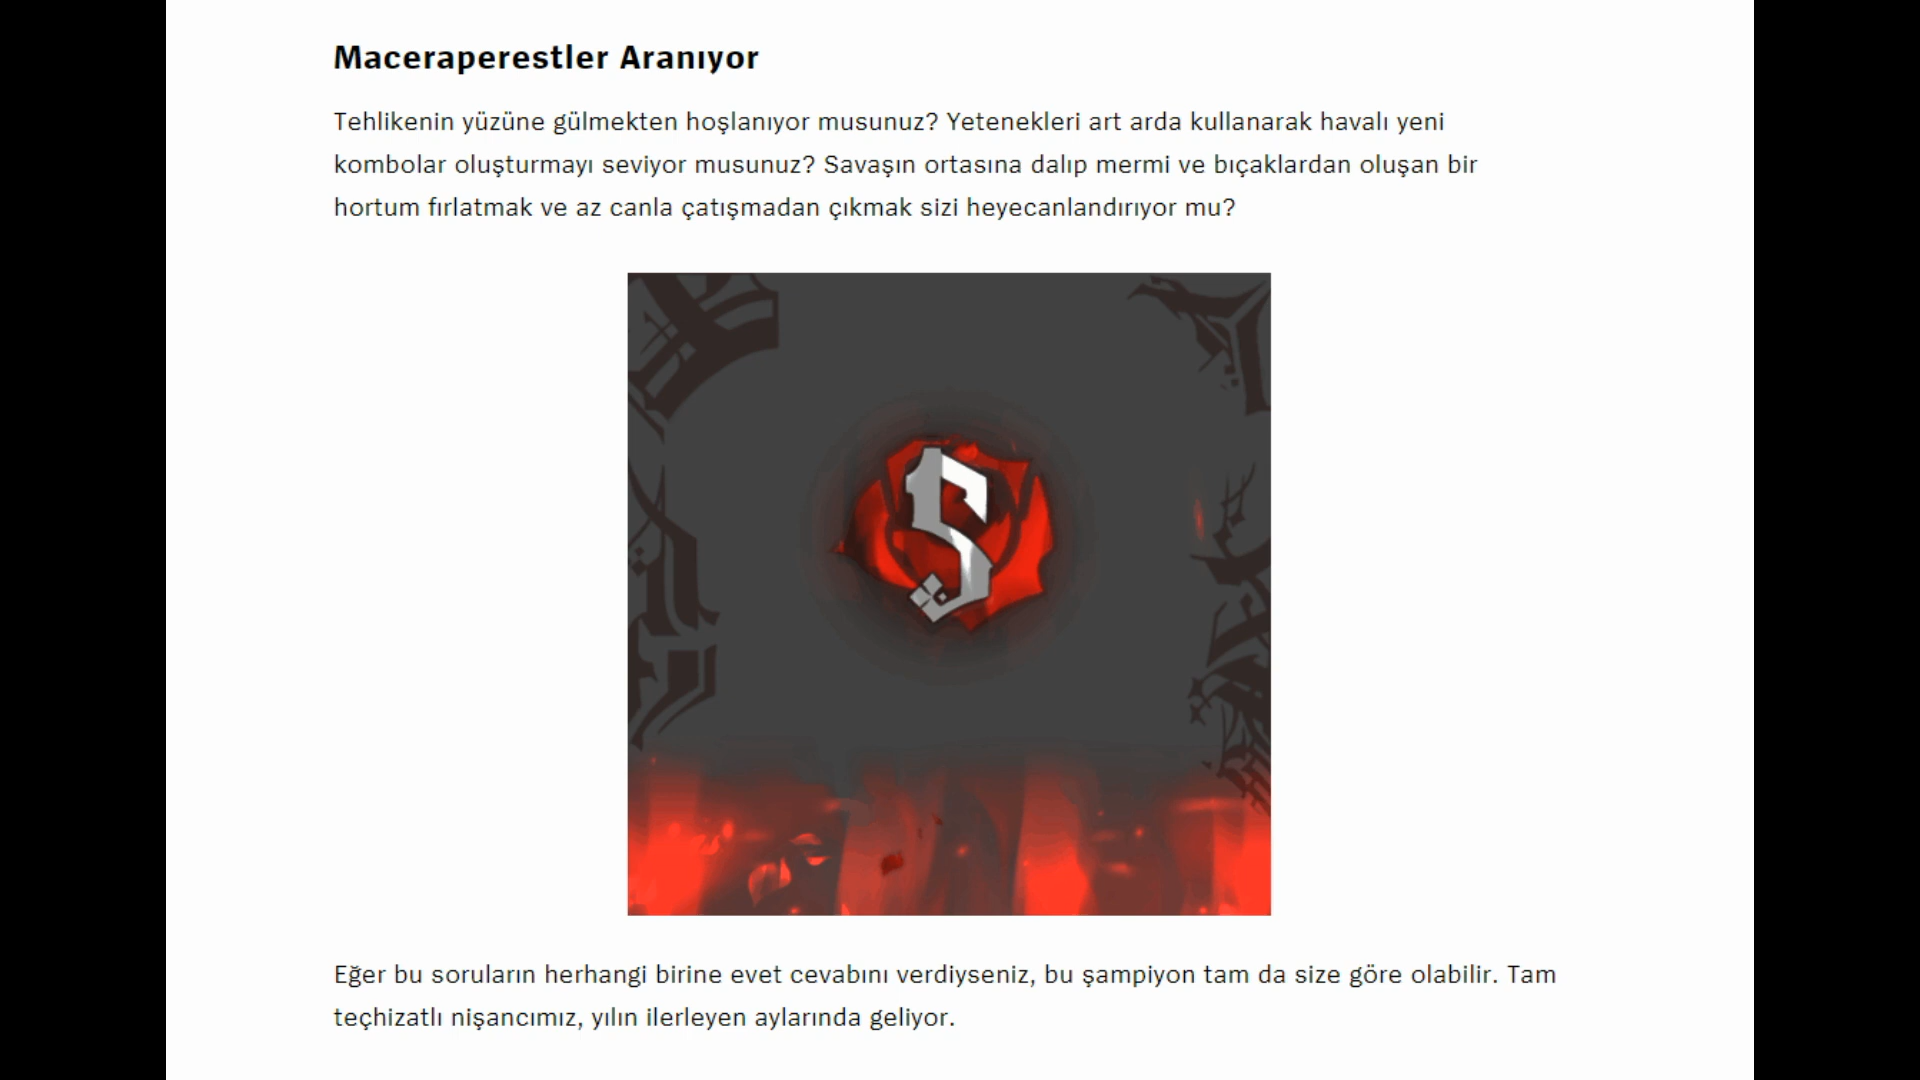 Maceraperestler Aranıyor
Tehlikenin yüzüne gülmekten hoşlanıyor musunuz? Yetenekleri art arda kullanarak havalı yeni
kombolar oluşturmayı seviyor musunuz? Savaşın ortasına dalıp mermi ve bıçaklardan oluşan bir
hortum fırlatmak ve az canla çatışmadan çıkmak sizi heyecanlandırıyor mu?
S
Eğer bu soruların herhangi birine evet cevabını verdiyseniz, bu şampiyon tam da size göre olabilir. Tam
teçhizatlı nişancımız, yılın ilerleyen aylarında geliyor.